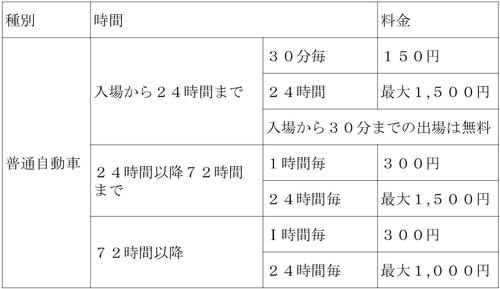 種別 時間 料金
普通自動車 入場から２４時間まで ３０分毎 １５０円
２４時間 最大１,５００円
入場から３０分までの出場は無料
２４時間以降７２時間
まで
１時間毎 ３００円
２４時間毎 最大１,５００円
７２時間以降 Ｉ時間毎 ３００円
２４時間毎 最大１,０００円